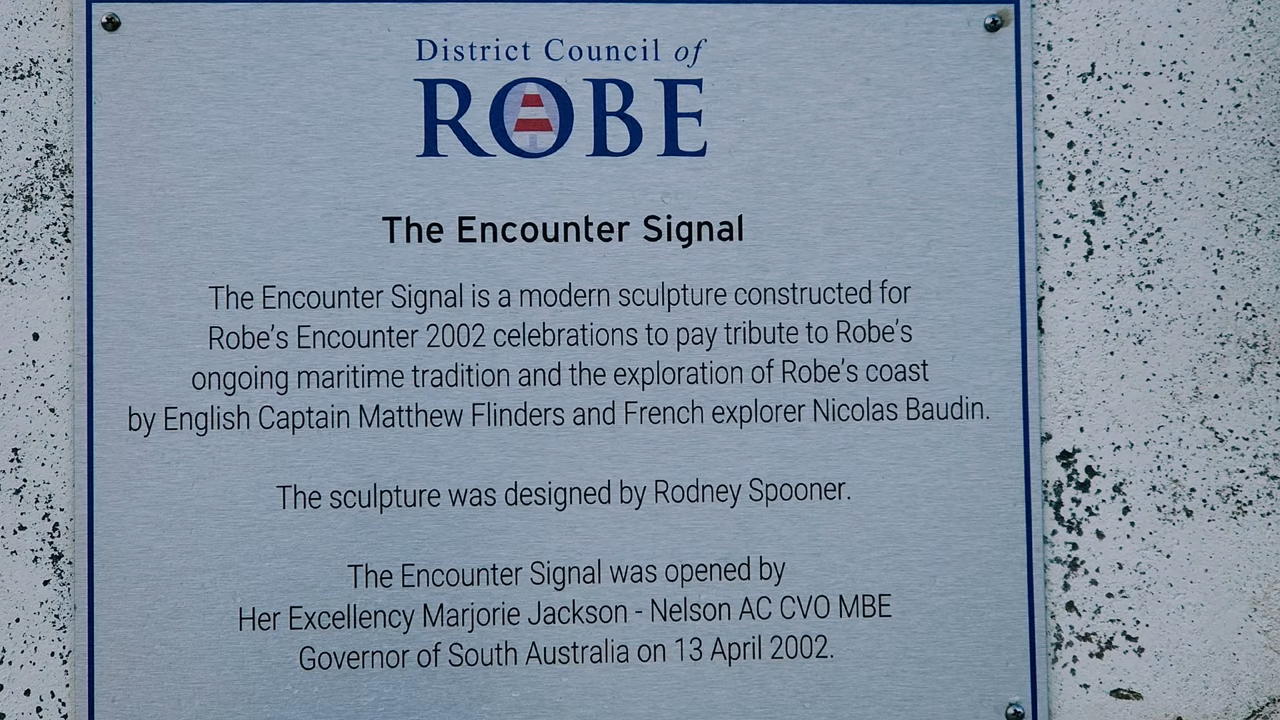 District Council of
ROBE
The Encounter Signal
The Encounter Signal is a modern sculpture constructed for
Robe's Encounter 2002 celebrations to pay tribute to Robe's
ongoing maritime tradition and the exploration of Robe's coast
by English Captain Matthew Flinders and French explorer Nicolas Baudin.
The sculpture was designed by Rodney Spooner.
The Encounter Signal was opened by
Her Excellency Marjorie Jackson - Nelson AC CVO MBE
Governor of South Australia on 13 April 2002.